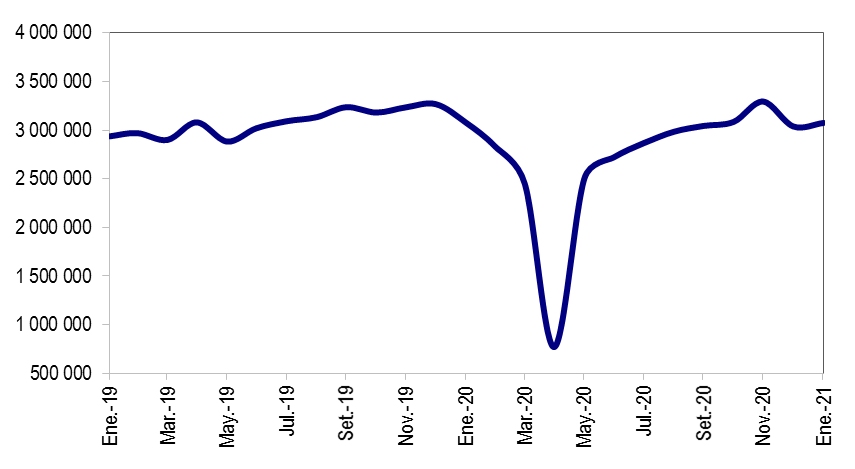 4 000 000
3 500 000
3 000 000
2 500 000
2 000 000
1 500 000
1 000 000
500 000
Ene.-19
Mar.-19
May.-19
Jul.-19
Set.-19
Nov.-19
Ene.-20
Mar.-20
May.-20
Jul.-20
Set.-20
Nov.-20
Ene.-21